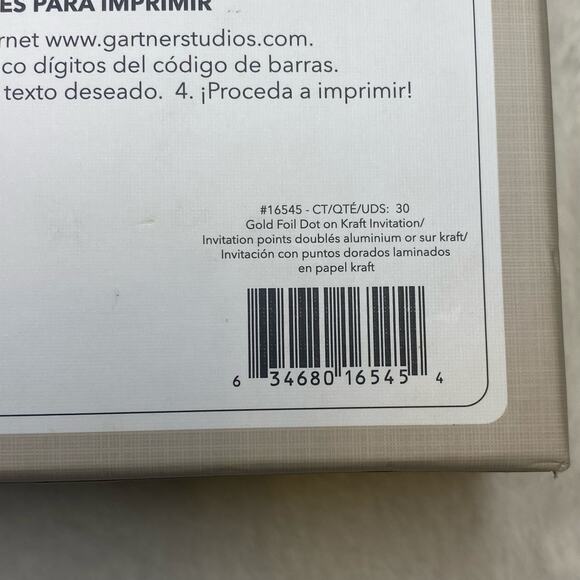 ES PARA IMPRIMIR
rnet www.gartnerstudios.com.
co dígitos del código de barras.
texto deseado. 4. ¡Proceda a imprimir!
#16545 - CT/QTÉ/UDS: 30
Gold Foil Dot on Kraft Invitation/
Invitation points doublés aluminium or sur kraft/
Invitación con puntos dorados laminados
en papel kraft
6 34680 16545 4